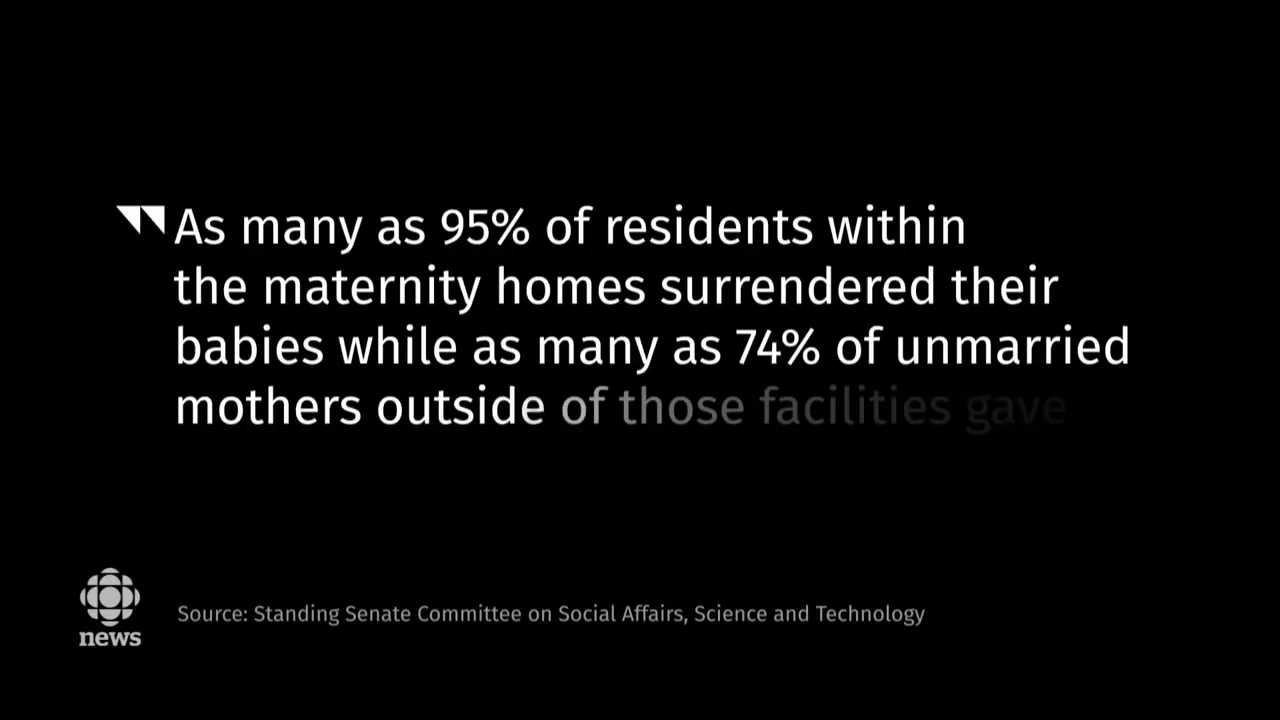 As many as 95% of residents within
the maternity homes surrendered their
babies while as many as 74% of unmarried
mothers outside of those facilities gave
news
Source: Standing Senate Committee on Social Affairs, Science and Technology